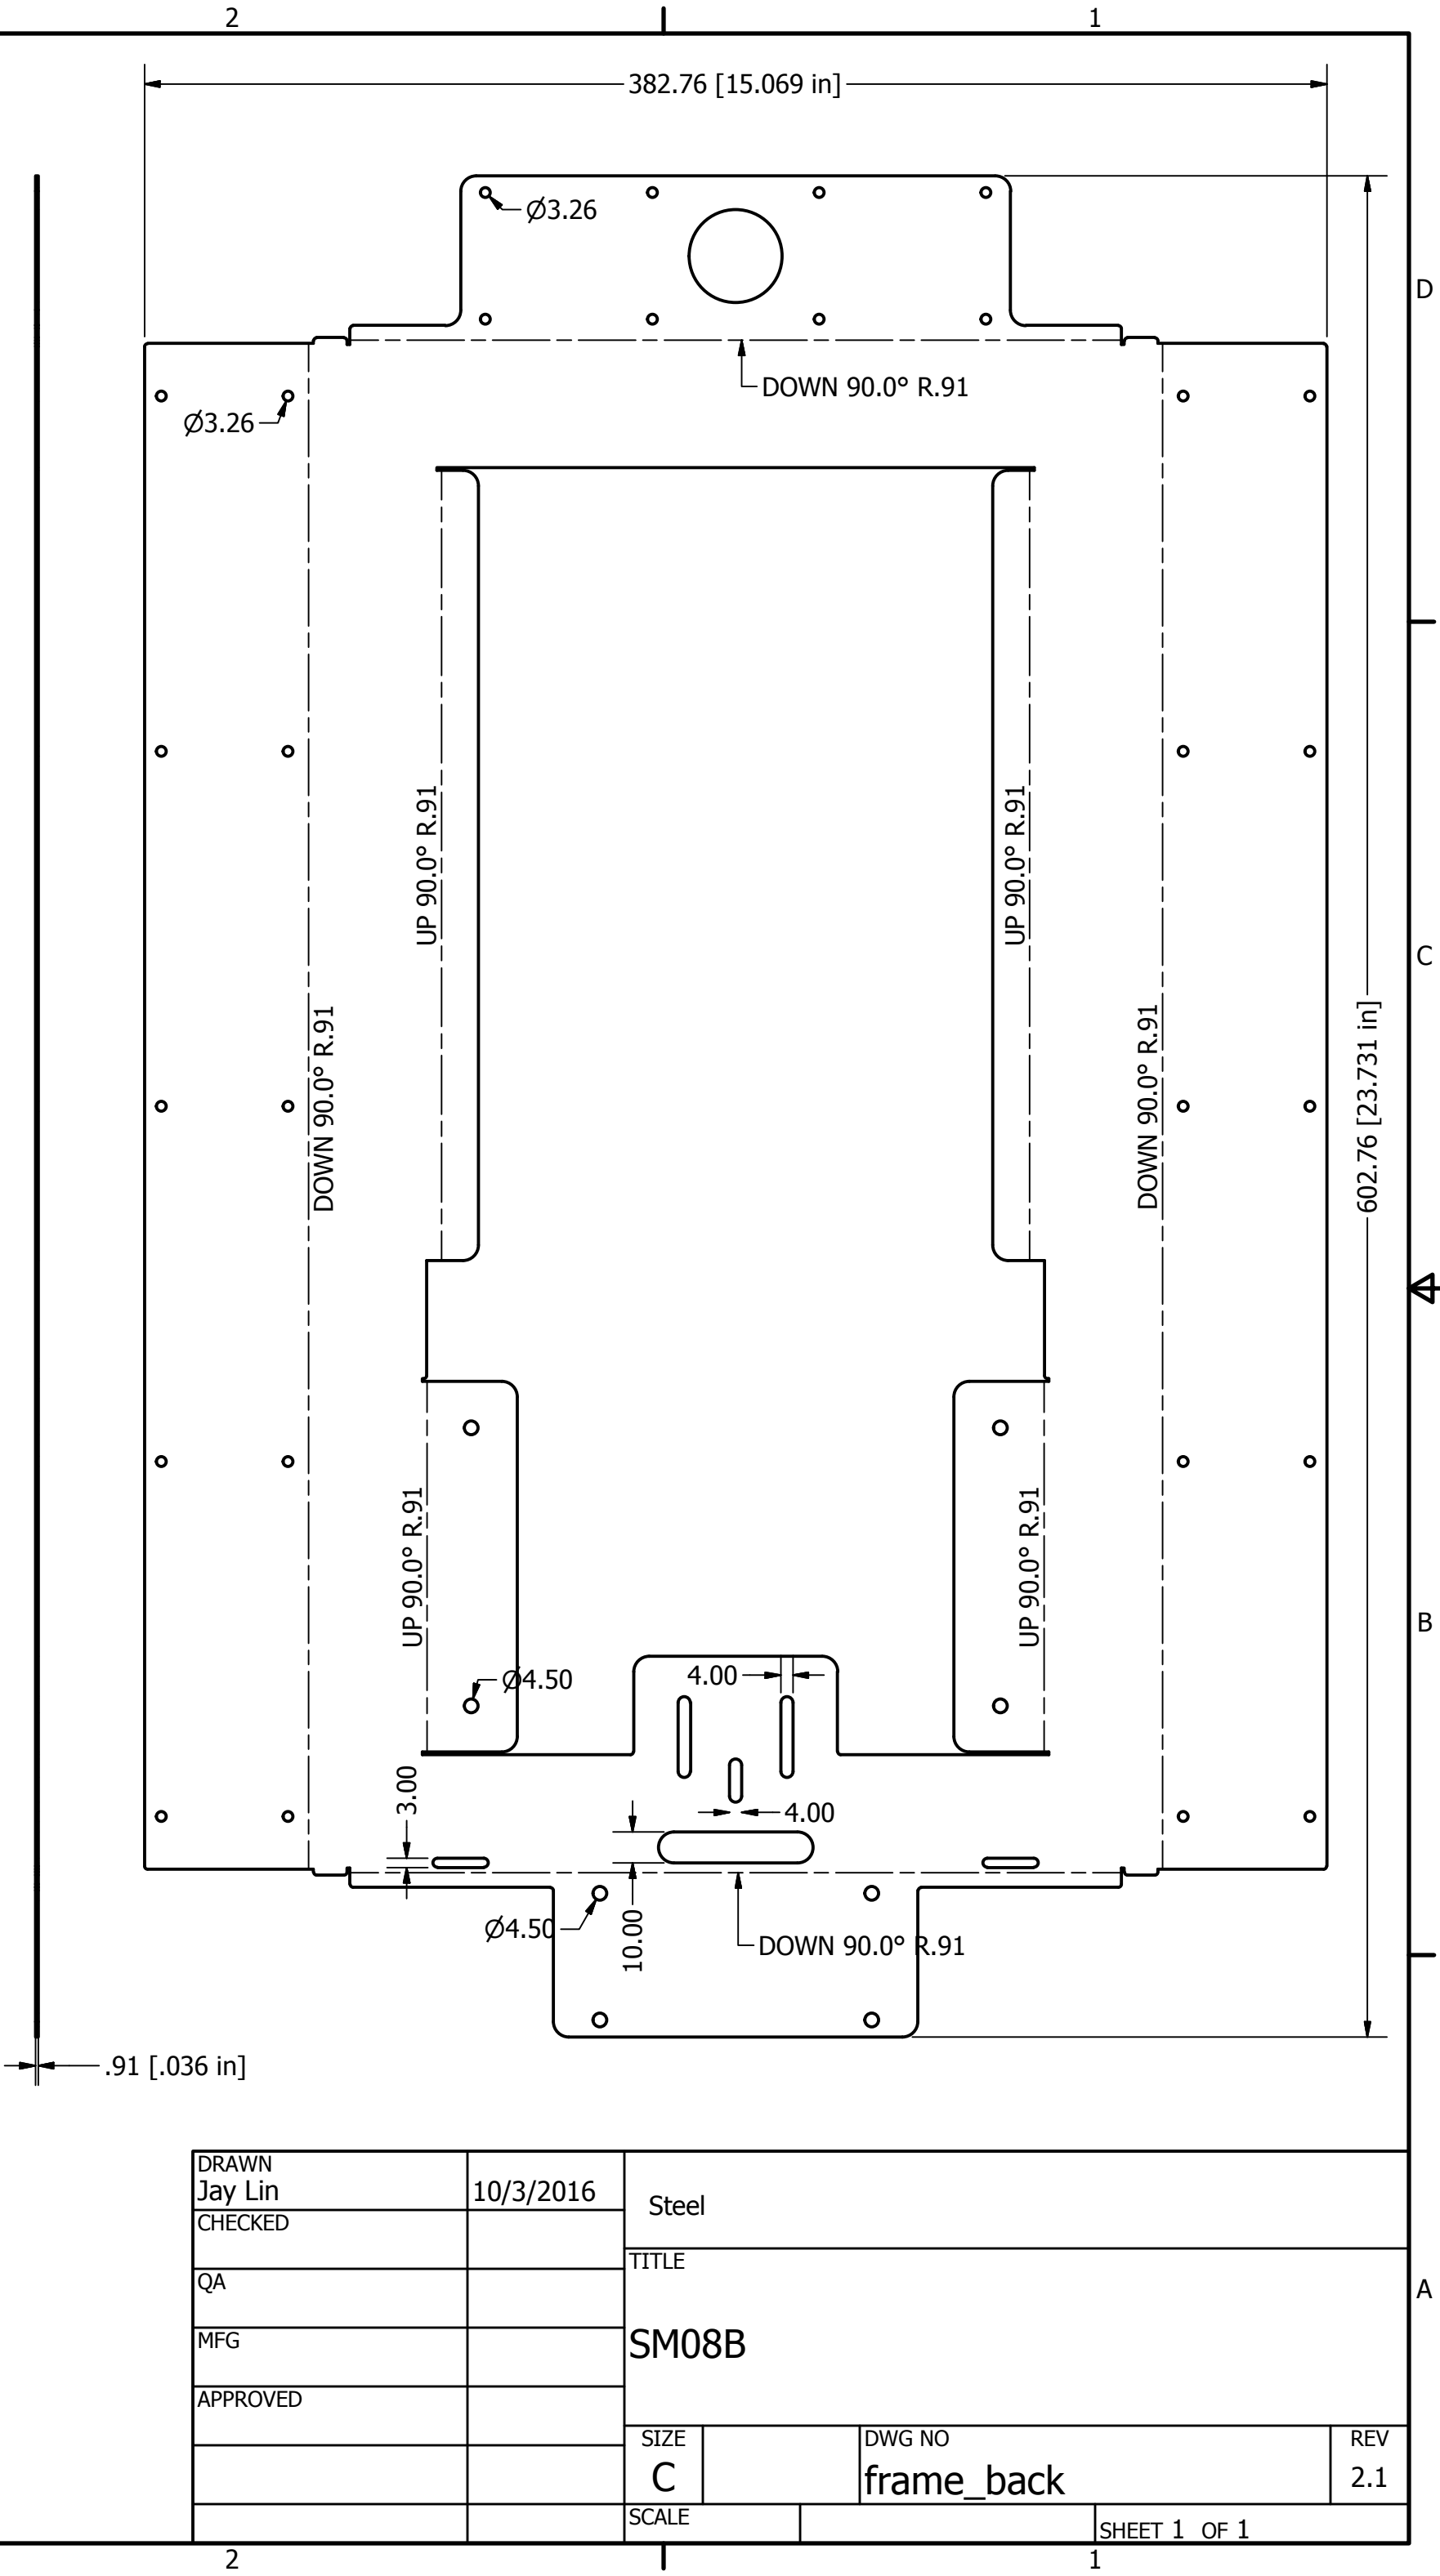 2 1
382.76 [15.069 in]
Ø3.26
D
DOWN 90.0° R.91
Ø3.26
UP 90.0° R.91
UP 90.0° R.91
C
DOWN 90.0° R.91
DOWN 90.0° R.91
602.76 [23.731 in]
UP 90.0° R.91
UP 90.0° R.91
B
Ø4.50
4.00
3.00
4.00
10.00
Ø4.50
DOWN 90.0° R.91
.91 [.036 in]
DRAWN
Jay Lin 10/3/2016
Steel
CHECKED
TITLE
QA
SM08B
MFG
A
APPROVED
SIZE DWG NO REV
C frame_back 2.1
SCALE
SHEET 1 OF 1
2 1